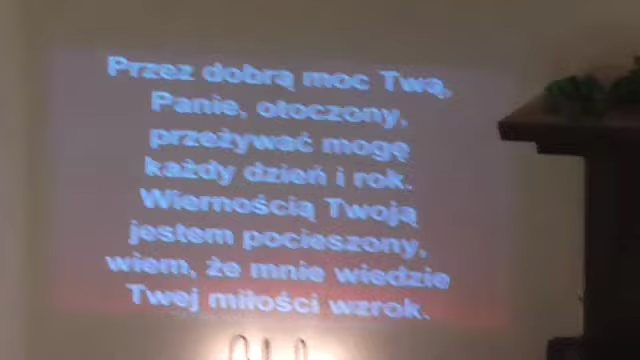 Przez dobrą moc Twą,
Panie, otoczony,
przeżywać mogę
każdy dzień i rok.
Wiernością Twoją
jestem pocieszony,
wiem, że mnie wiedzie
Twej miłości wzrok.